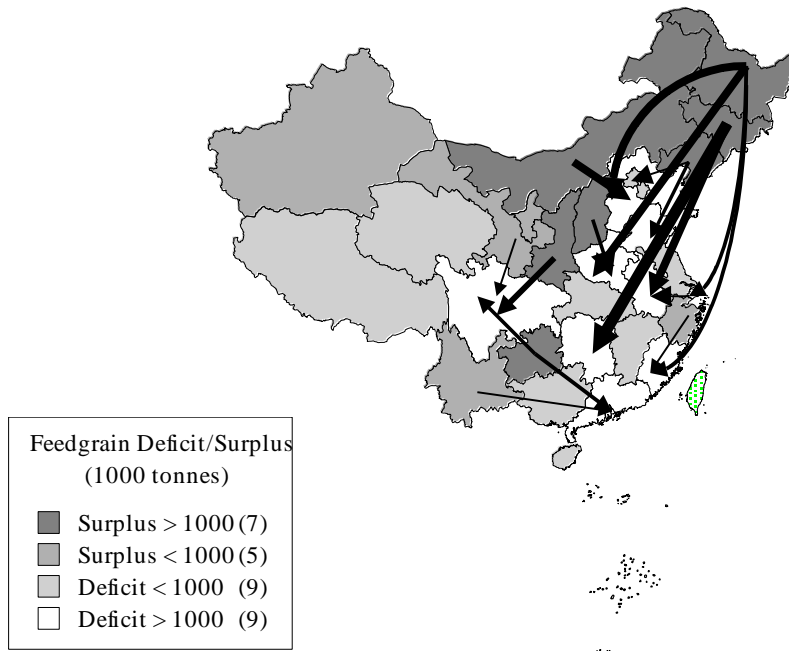 Feedgrain Deficit/Surplus
(1000 tonnes)
Surplus > 1000 (7)
Surplus < 1000 (5)
Deficit < 1000 (9)
Deficit > 1000 (9)